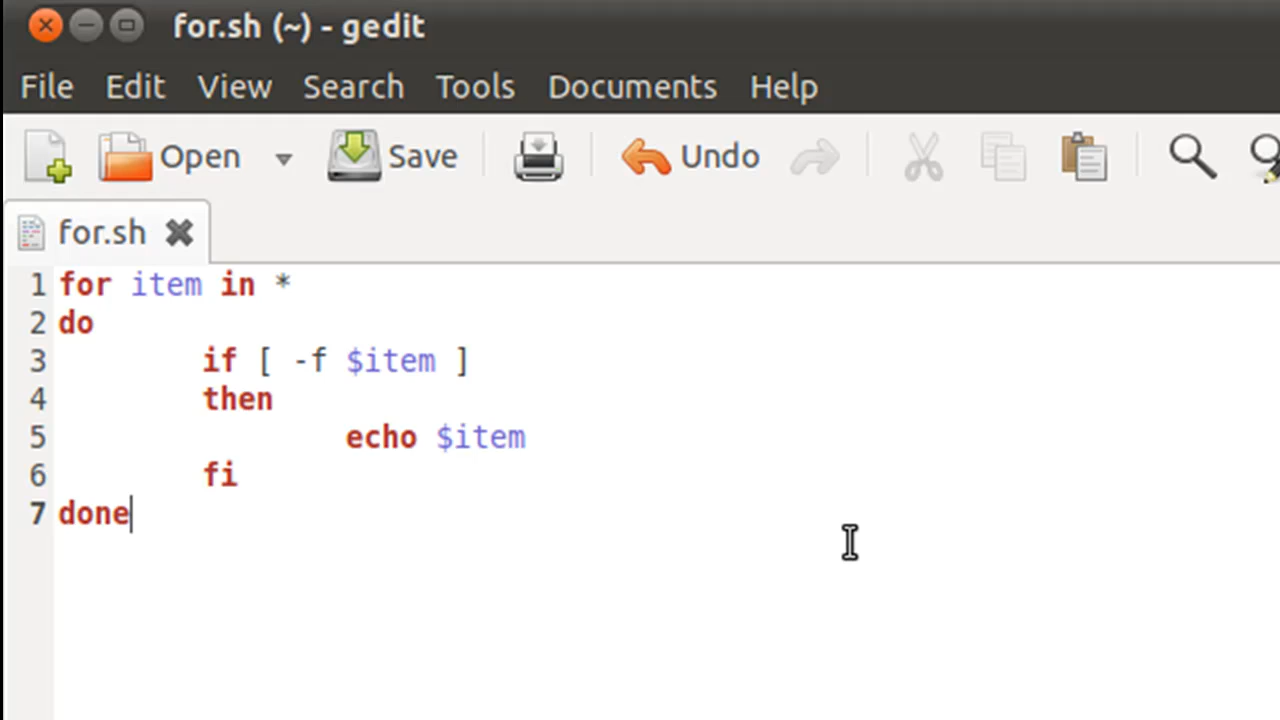 for.sh (~) - gedit
File Edit View Search Tools Documents Help
Open Save Undo
for.sh
1 for item in *
2 do
3 if [ -f $item ]
4 then
5 echo $item
6 fi
7 done